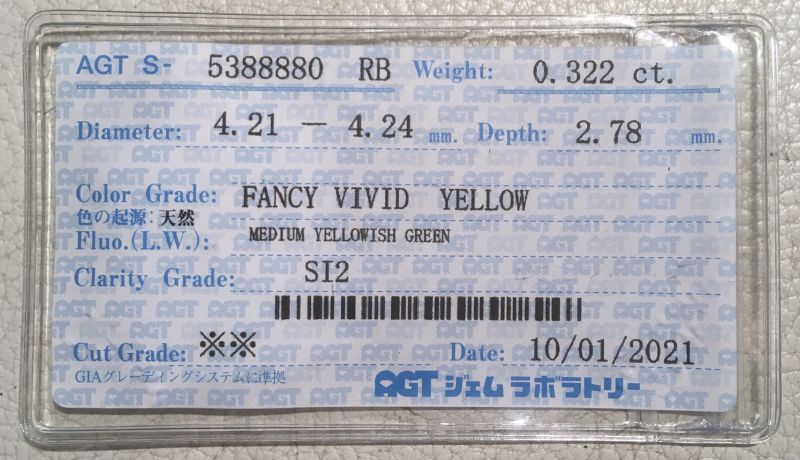 AGT S- 5388880 RB Weight: 0.322 ct.
Diameter: 4.21 — 4.24 mm. Depth: 2.78 mm.
Color Grade: FANCY VIVID YELLOW
色の起源: 天然
Fluo.(L.W.): MEDIUM YELLOWISH GREEN
Clarity Grade: SI2
Cut Grade: ※※ Date: 10/01/2021
GIAグレーディングシステムに準拠
AGT ジェム ラボラトリー